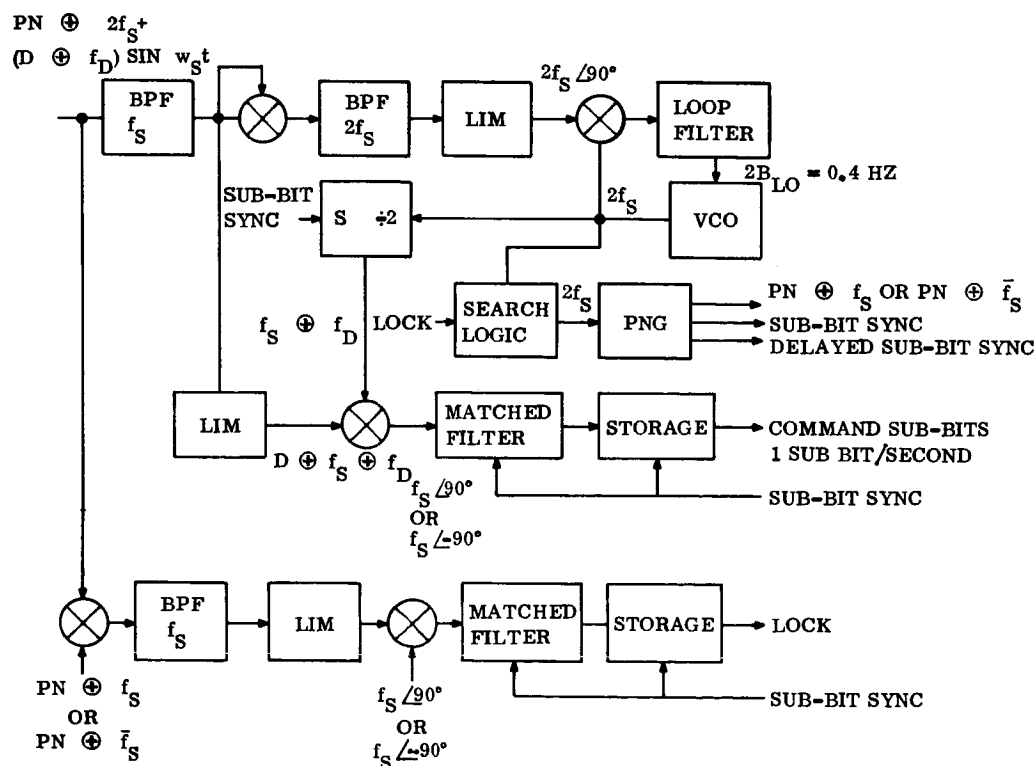 PN ⊕ 2f_S +
(D ⊕ f_D) SIN w_S t
BPF
f_S
BPF
2f_S
LIM
2f_S ∠90°
LOOP
FILTER
2B_LO = 0.4 HZ
VCO
2f_S
SUB-BIT
SYNC
S ÷2
f_S ⊕ f_D
LOCK
SEARCH
LOGIC
2f_S
PNG
PN ⊕ f_S OR PN ⊕ f̄_S
SUB-BIT SYNC
DELAYED SUB-BIT SYNC
LIM
D ⊕ f_S ⊕ f_D
MATCHED
FILTER
STORAGE
COMMAND SUB-BITS
1 SUB BIT/SECOND
SUB-BIT SYNC
f_S ∠90°
OR
f_S ∠-90°
BPF
f_S
LIM
MATCHED
FILTER
STORAGE
LOCK
SUB-BIT SYNC
PN ⊕ f_S
OR
PN ⊕ f̄_S
f_S ∠90°
OR
f_S ∠-90°